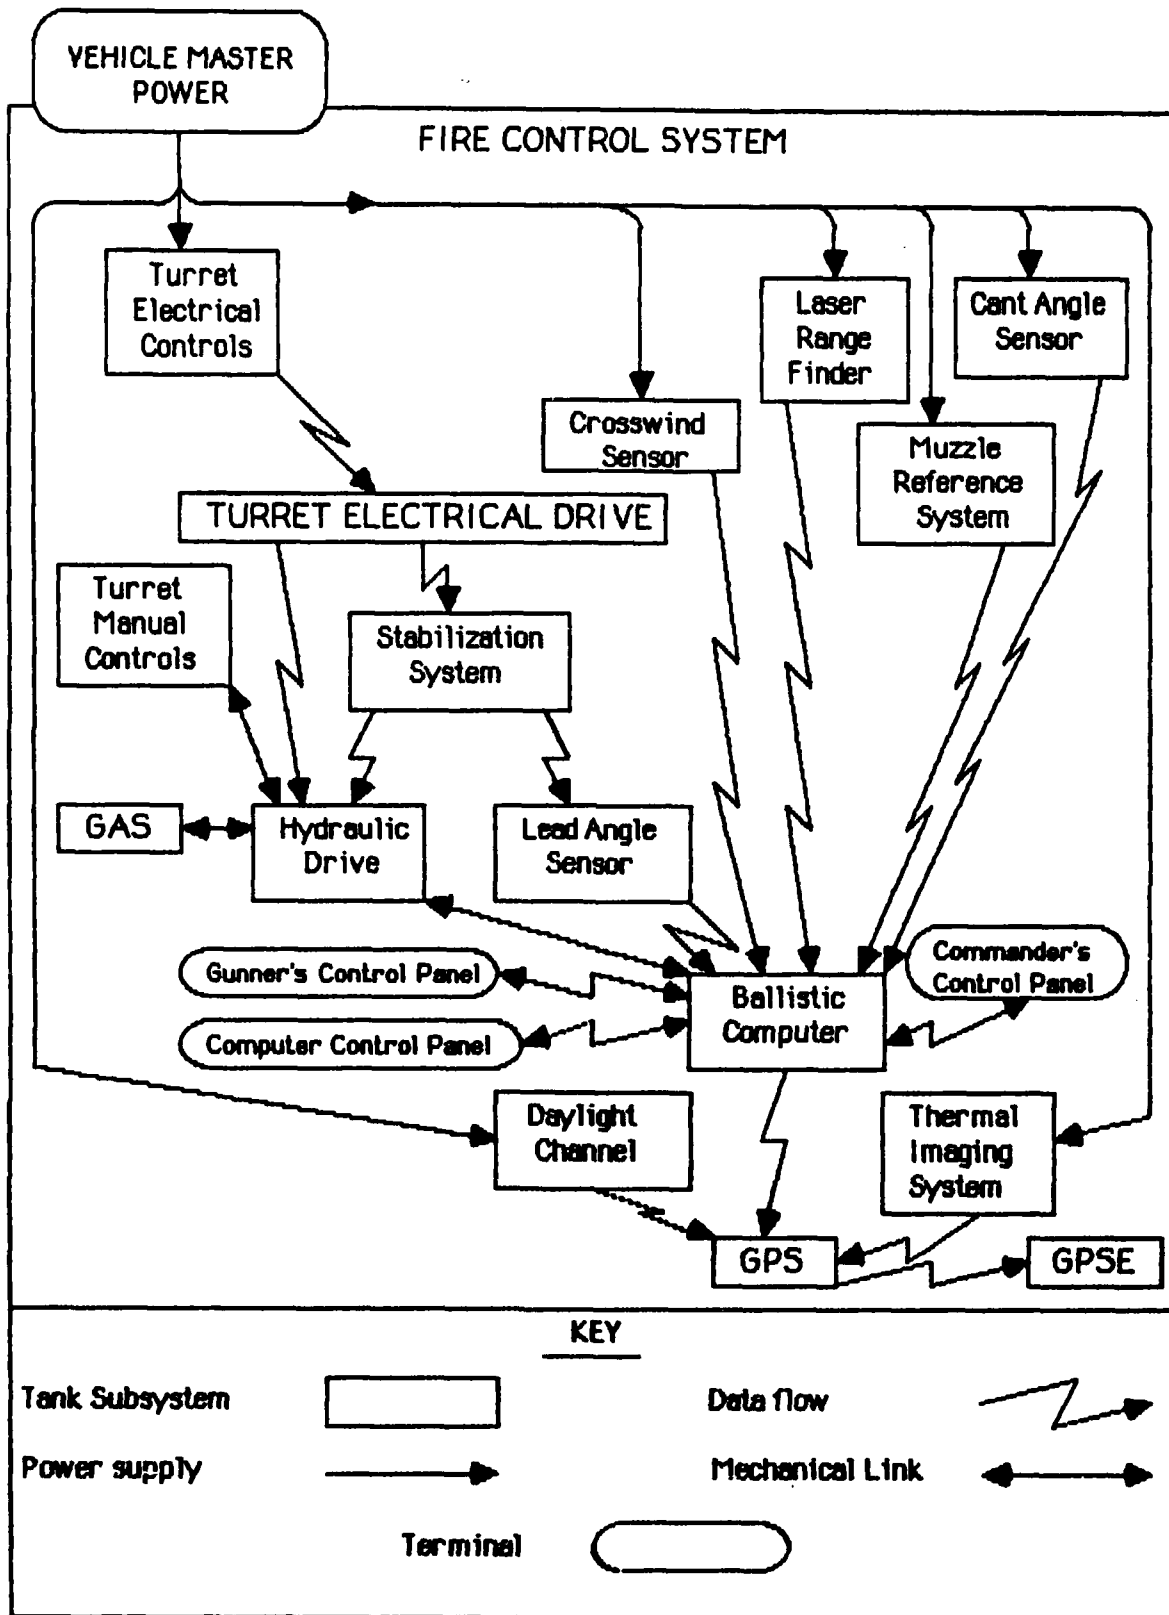 VEHICLE MASTER
POWER
FIRE CONTROL SYSTEM
Turret
Electrical
Controls
Laser
Range
Finder
Cant Angle
Sensor
Crosswind
Sensor
Muzzle
Reference
System
TURRET ELECTRICAL DRIVE
Turret
Manual
Controls
Stabilization
System
GAS
Hydraulic
Drive
Lead Angle
Sensor
Gunner's Control Panel
Ballistic
Computer
Commander's
Control Panel
Computer Control Panel
Daylight
Channel
Thermal
Imaging
System
GPS
GPSE
KEY
Tank Subsystem
Data flow
Power supply
Mechanical Link
Terminal